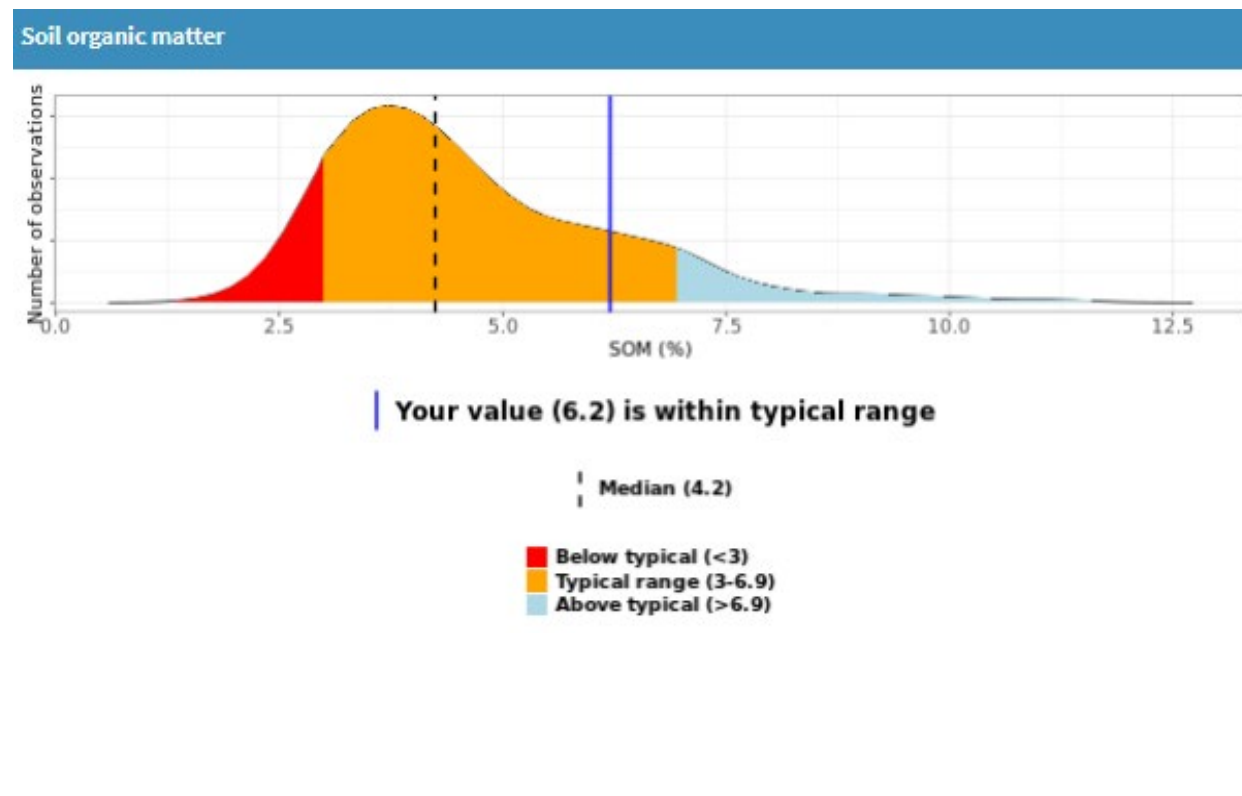 Soil organic matter
Number of observations
0.0 2.5 5.0 7.5 10.0 12.5
SOM (%)
Your value (6.2) is within typical range
Median (4.2)
Below typical (<3)
Typical range (3-6.9)
Above typical (>6.9)